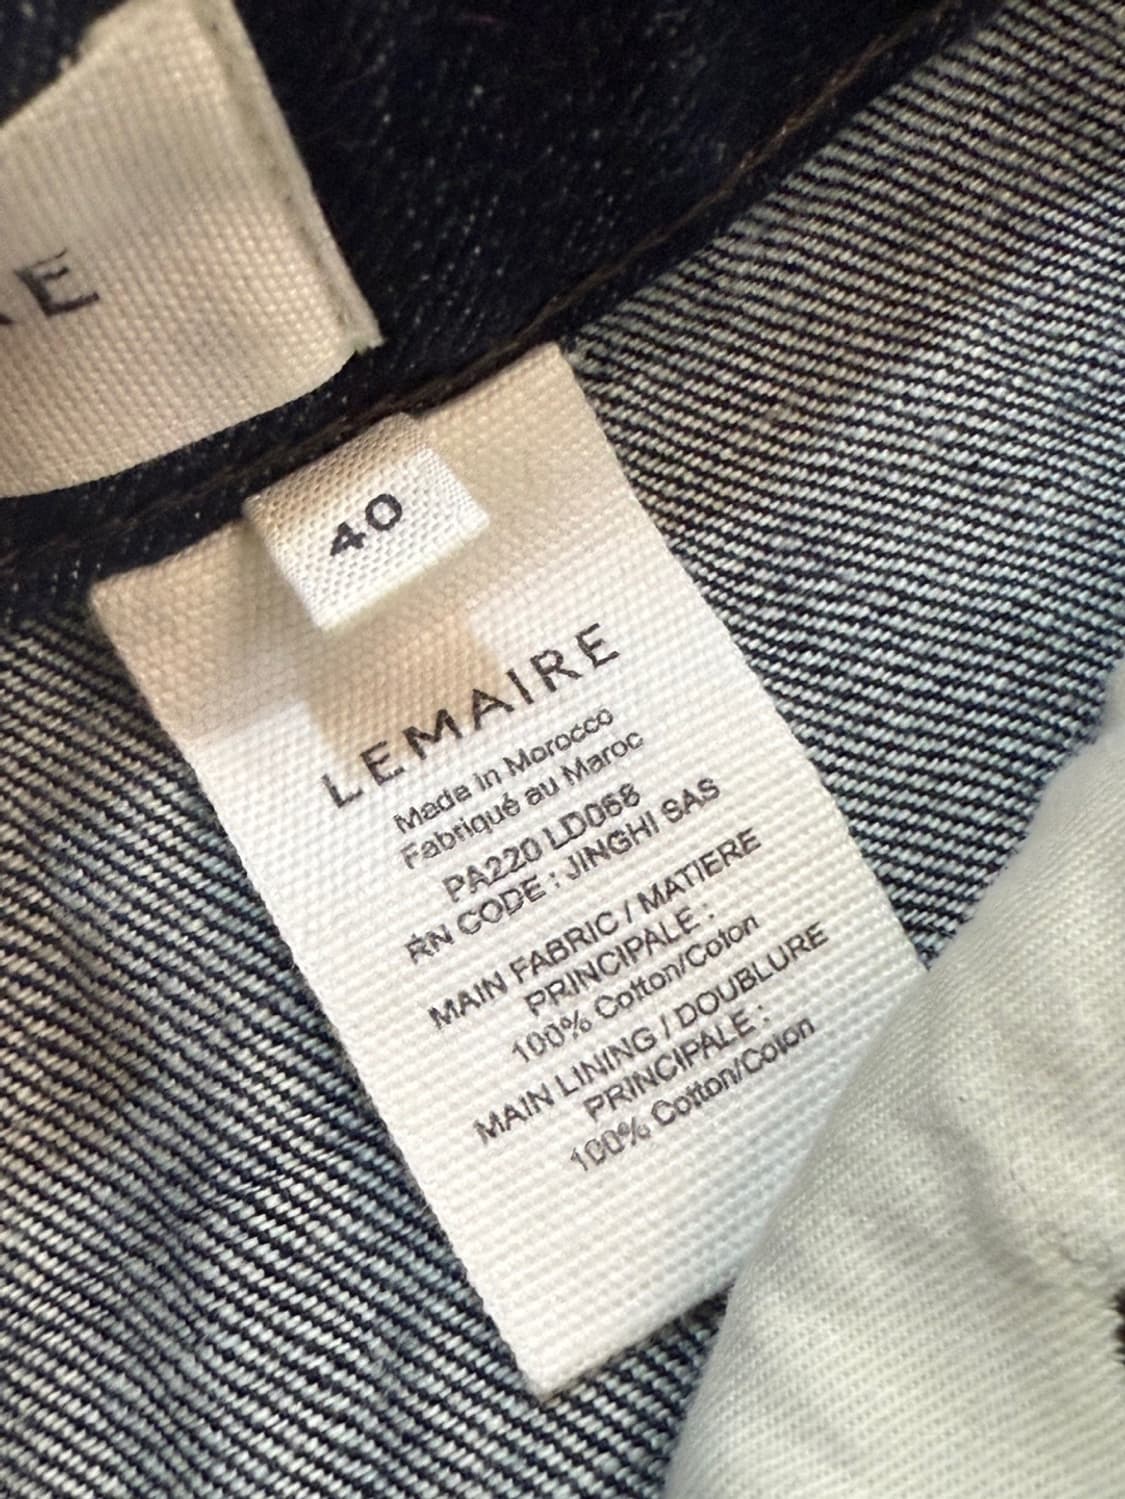 RE
40
LEMAIRE
Made in Morocco
Fabriqué au Maroc
PA220 LD068
RN CODE : JINGHI SAS
MAIN FABRIC / MATIERE
PRINCIPALE :
100% Cotton/Coton
MAIN LINING / DOUBLURE
PRINCIPALE :
100% Cotton/Coton